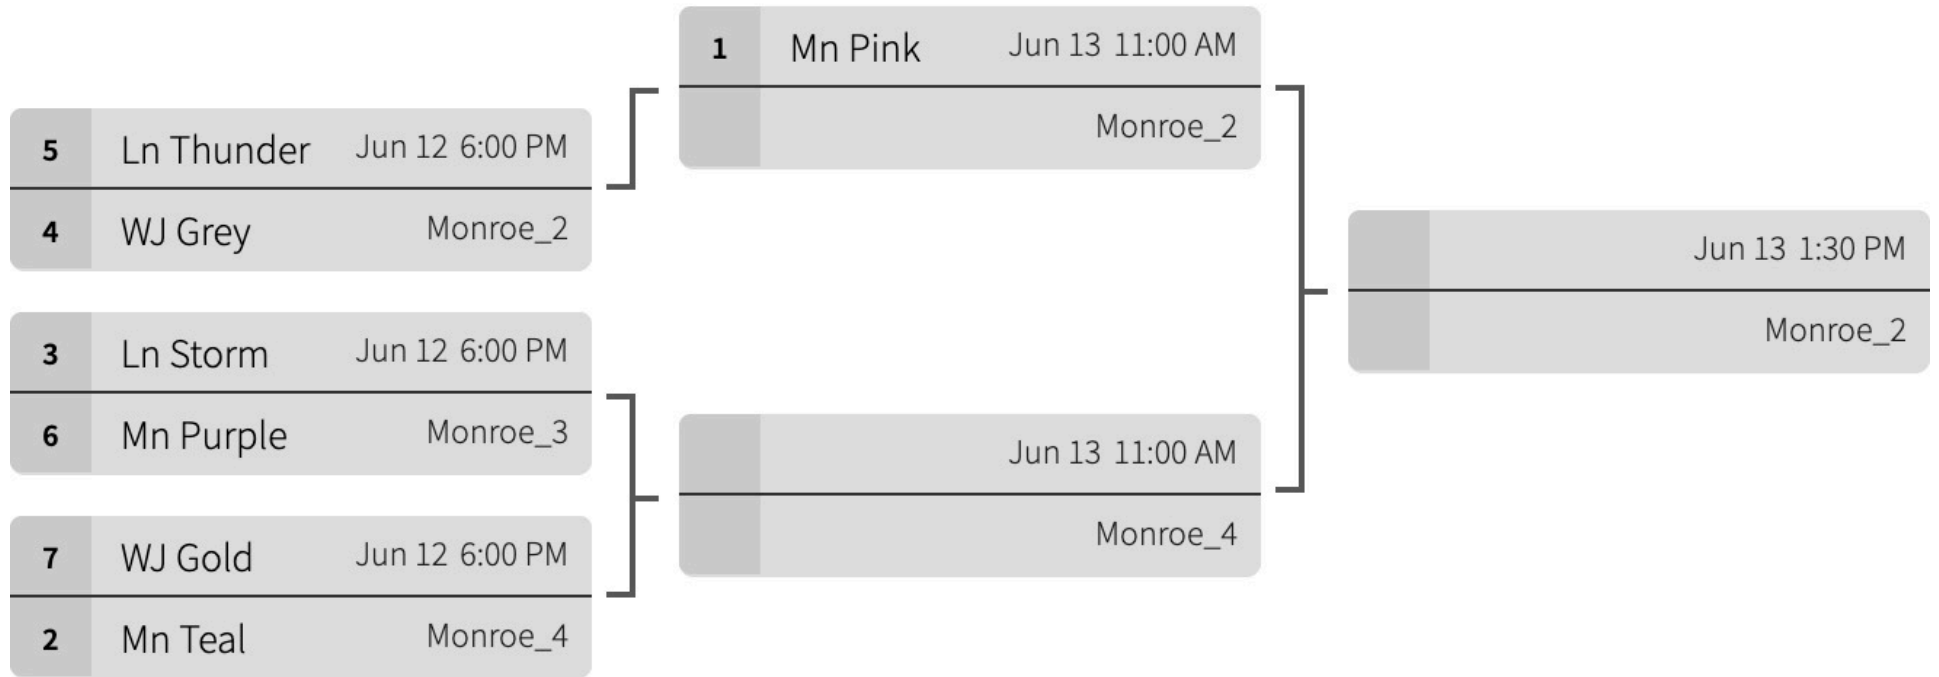 5 Ln Thunder Jun 12 6:00 PM
4 WJ Grey Monroe_2
3 Ln Storm Jun 12 6:00 PM
6 Mn Purple Monroe_3
7 WJ Gold Jun 12 6:00 PM
2 Mn Teal Monroe_4
1 Mn Pink Jun 13 11:00 AM
Monroe_2
Jun 13 11:00 AM
Monroe_4
Jun 13 1:30 PM
Monroe_2